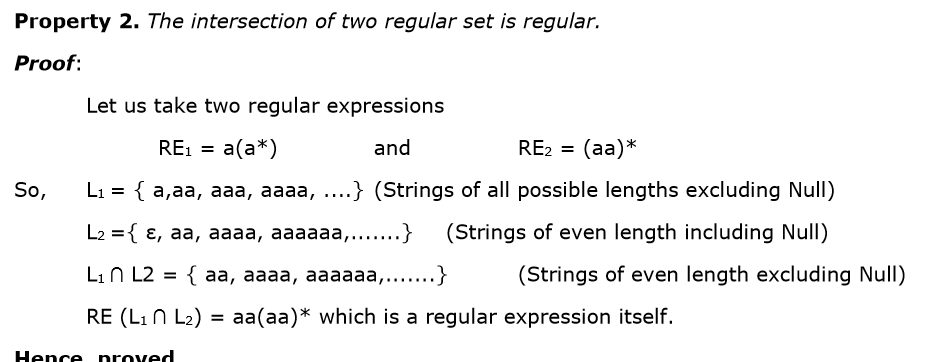 Property 2. The intersection of two regular set is regular.
Proof:
Let us take two regular expressions
RE₁ = a(a*) and RE₂ = (aa)*
So, L₁ = { a,aa, aaa, aaaa, ....} (Strings of all possible lengths excluding Null)
L₂ ={ ε, aa, aaaa, aaaaaa,.......} (Strings of even length including Null)
L₁ ∩ L2 = { aa, aaaa, aaaaaa,.......} (Strings of even length excluding Null)
RE (L₁ ∩ L₂) = aa(aa)* which is a regular expression itself.
Hence, proved